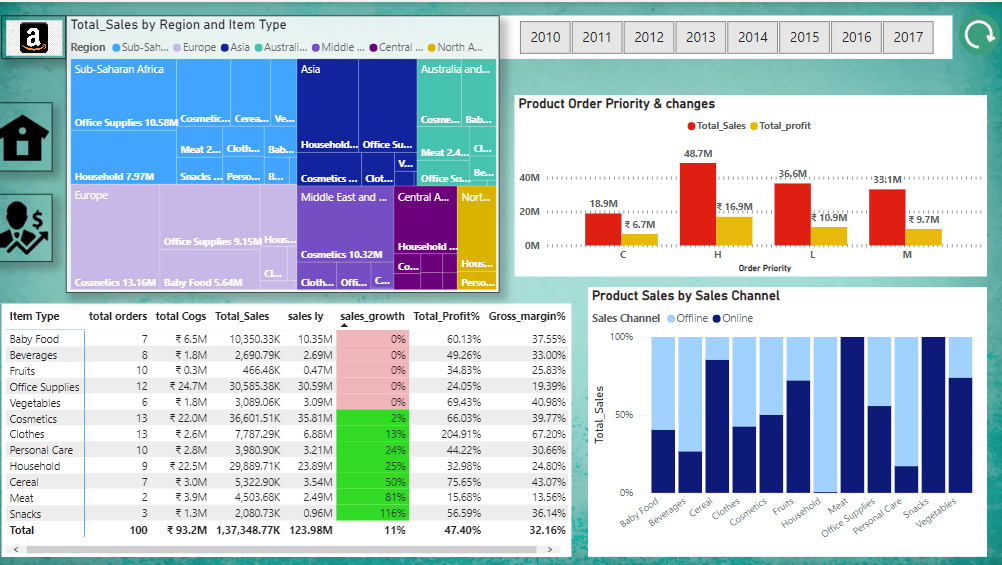 a
Total_Sales by Region and Item Type
Region Sub-Sah... Europe Asia Australi... Middle ... Central ... North A...
2010 2011 2012 2013 2014 2015 2016 2017
Sub-Saharan Africa
Office Supplies 10.58M
Household 7.97M
Cosmetic...
Cerea...
Ve...
Meat 2...
Cloth...
Bab...
Snacks ...
Perso...
B...
Asia
Household...
Office Su...
Cosmetics ...
Clot...
V...
Australia and...
Cosme...
Bab...
Meat 2.4...
Cl...
Office Su...
Be...
Europe
Cosmetics 13.16M
Office Supplies 9.15M
Baby Food 5.64M
Hous...
Cl...
Middle East and ...
Cosmetics 10.32M
Cloth...
Offi...
C...
Central A...
Household ...
Co...
Nort...
Hous...
Perso...
Product Order Priority & changes
Total_Sales Total_profit
40M
20M
0M
18.9M
₹ 6.7M
48.7M
₹ 16.9M
36.6M
₹ 10.9M
33.1M
₹ 9.7M
C H L M
Order Priority
Item Type total orders total Cogs Total_Sales sales ly sales_growth Total_Profit% Gross_margin%
Baby Food 7 ₹ 6.5M 10,350.33K 10.35M 0% 60.13% 37.55%
Beverages 8 ₹ 1.8M 2,690.79K 2.69M 0% 49.26% 33.00%
Fruits 10 ₹ 0.3M 466.48K 0.47M 0% 34.83% 25.83%
Office Supplies 12 ₹ 24.7M 30,585.38K 30.59M 0% 24.05% 19.39%
Vegetables 6 ₹ 1.8M 3,089.06K 3.09M 0% 69.43% 40.98%
Cosmetics 13 ₹ 22.0M 36,601.51K 35.81M 2% 66.03% 39.77%
Clothes 13 ₹ 2.6M 7,787.29K 6.88M 13% 204.91% 67.20%
Personal Care 10 ₹ 2.8M 3,980.90K 3.21M 24% 44.22% 30.66%
Household 9 ₹ 22.5M 29,889.71K 23.89M 25% 32.98% 24.80%
Cereal 7 ₹ 3.0M 5,322.90K 3.54M 50% 75.65% 43.07%
Meat 2 ₹ 3.9M 4,503.68K 2.49M 81% 15.68% 13.56%
Snacks 3 ₹ 1.3M 2,080.73K 0.96M 116% 56.59% 36.14%
Total 100 ₹ 93.2M 1,37,348.77K 123.98M 11% 47.40% 32.16%
Product Sales by Sales Channel
Sales Channel Offline Online
Total_Sales
100%
50%
0%
Baby Food
Beverages
Cereal
Clothes
Cosmetics
Fruits
Household
Meat
Office Supplies
Personal Care
Snacks
Vegetables